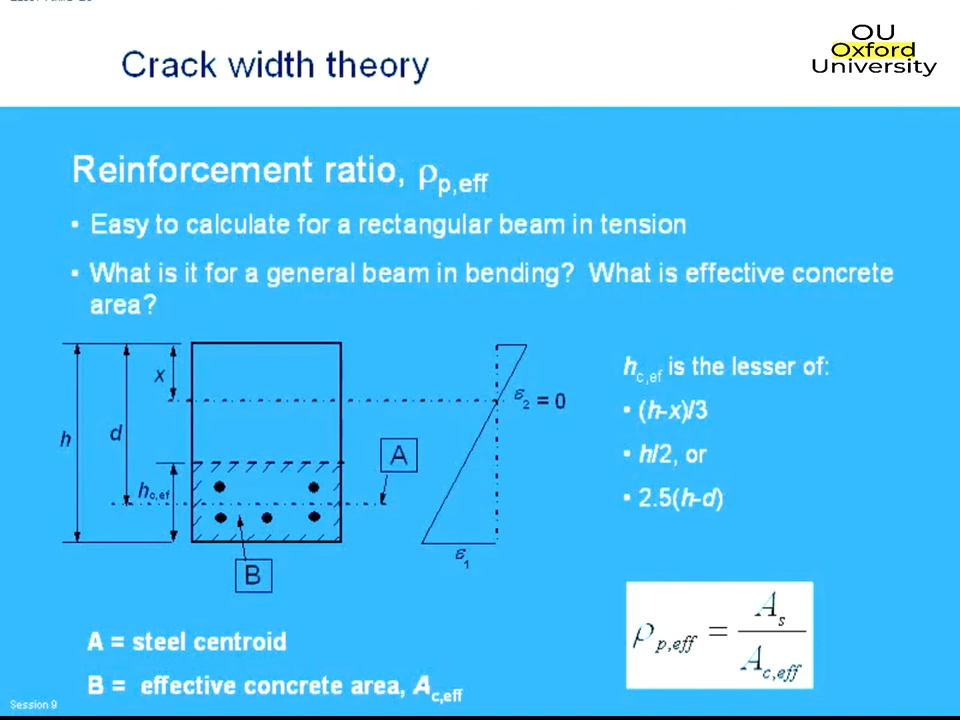 Crack width theory
OU
Oxford
University
Reinforcement ratio, ρp,eff
▪ Easy to calculate for a rectangular beam in tension
▪ What is it for a general beam in bending? What is effective concrete
area?
x
h
d
hc,ef
A
B
ε2 = 0
ε1
hc,ef is the lesser of:
• (h-x)/3
• h/2, or
• 2.5(h-d)
A = steel centroid
B = effective concrete area, Ac,eff
ρp,eff = As / Ac,eff
Session 9